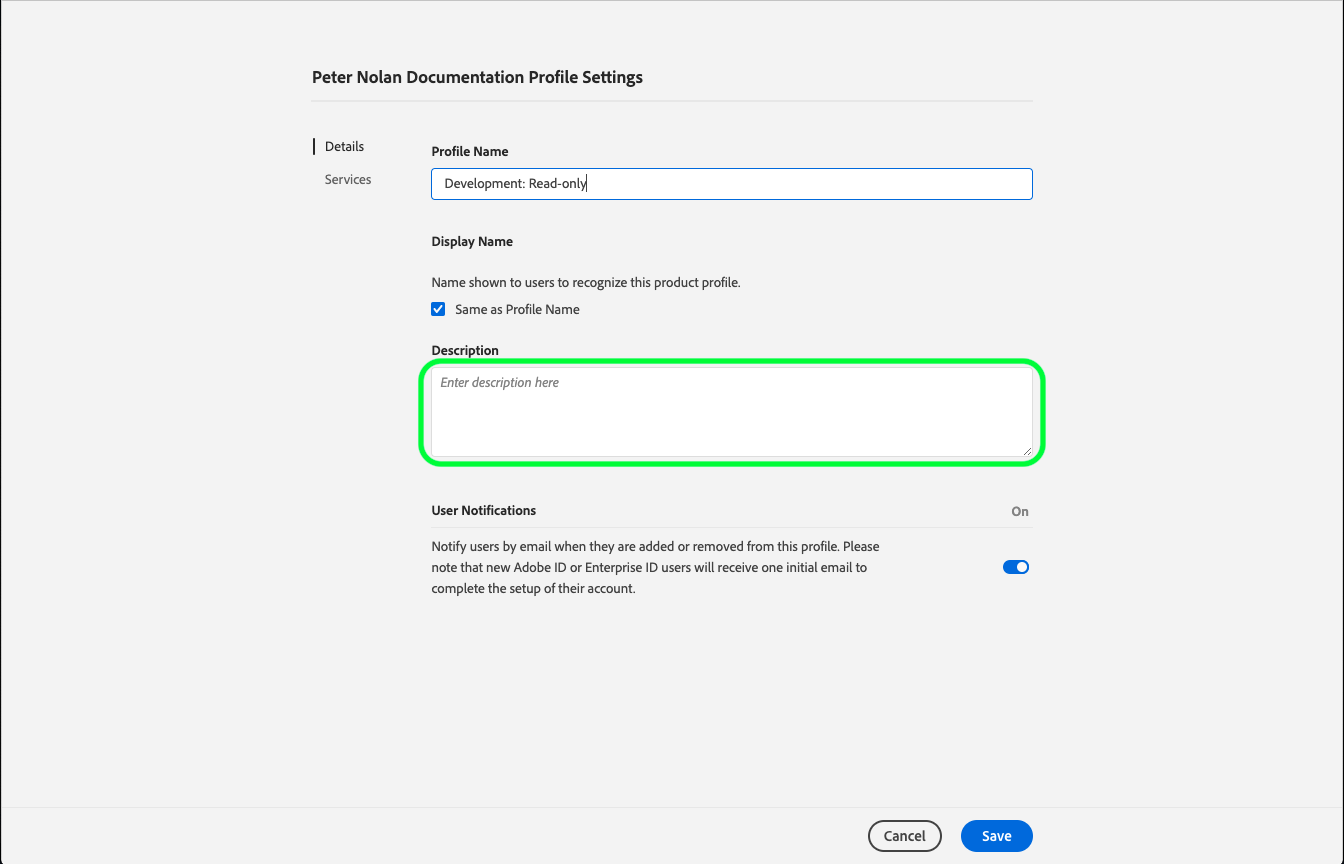 Peter Nolan Documentation Profile Settings
Details
Services
Profile Name
Development: Read-only
Display Name
Name shown to users to recognize this product profile.
Same as Profile Name
Description
Enter description here
User Notifications
On
Notify users by email when they are added or removed from this profile. Please
note that new Adobe ID or Enterprise ID users will receive one initial email to
complete the setup of their account.
Cancel
Save